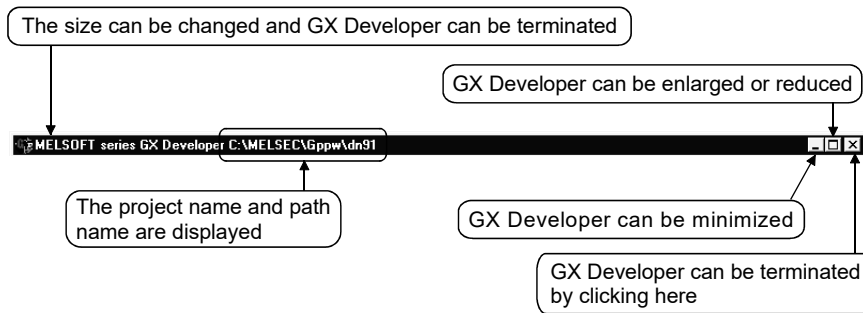 The size can be changed and GX Developer can be terminated
GX Developer can be enlarged or reduced
MELSOFT series GX Developer C:\MELSEC\Gppw\dn91
The project name and path
name are displayed
GX Developer can be minimized
GX Developer can be terminated
by clicking here